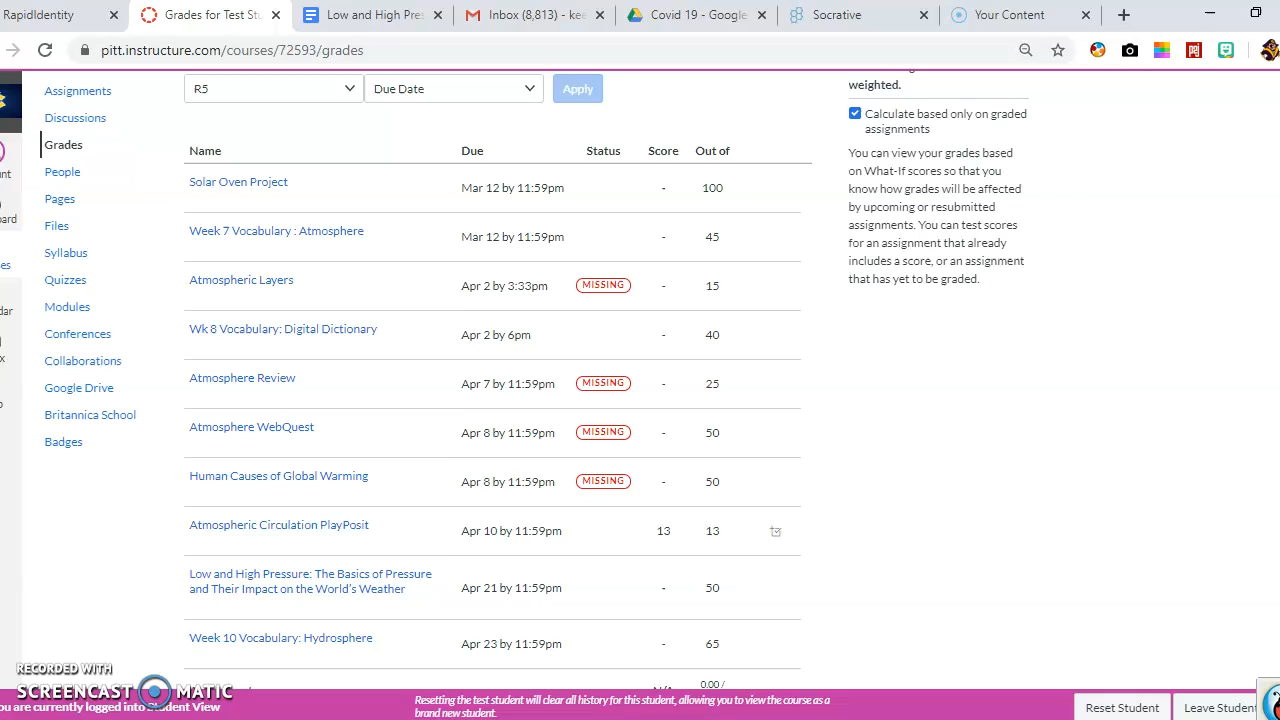 RapidIdentity
Grades for Test Stu
Low and High Pres
Inbox (8,813) - kea
Covid 19 - Google
Socrative
Your Content
pitt.instructure.com/courses/72593/grades
R5
Due Date
Apply
weighted.
Calculate based only on graded
assignments
You can view your grades based
on What-If scores so that you
know how grades will be affected
by upcoming or resubmitted
assignments. You can test scores
for an assignment that already
includes a score, or an assignment
that has yet to be graded.
Assignments
Discussions
Grades
People
Pages
Files
Syllabus
Quizzes
Modules
Conferences
Collaborations
Google Drive
Britannica School
Badges
Name Due Status Score Out of
Solar Oven Project Mar 12 by 11:59pm - 100
Week 7 Vocabulary : Atmosphere Mar 12 by 11:59pm - 45
Atmospheric Layers Apr 2 by 3:33pm MISSING - 15
Wk 8 Vocabulary: Digital Dictionary Apr 2 by 6pm - 40
Atmosphere Review Apr 7 by 11:59pm MISSING - 25
Atmosphere WebQuest Apr 8 by 11:59pm MISSING - 50
Human Causes of Global Warming Apr 8 by 11:59pm MISSING - 50
Atmospheric Circulation PlayPosit Apr 10 by 11:59pm 13 13
Low and High Pressure: The Basics of Pressure
and Their Impact on the World's Weather Apr 21 by 11:59pm - 50
Week 10 Vocabulary: Hydrosphere Apr 23 by 11:59pm - 65
0.00 /
RECORDED WITH
SCREENCAST MATIC
ou are currently logged into Student View
Resetting the test student will clear all history for this student, allowing you to view the course as a
brand new student.
Reset Student
Leave Student